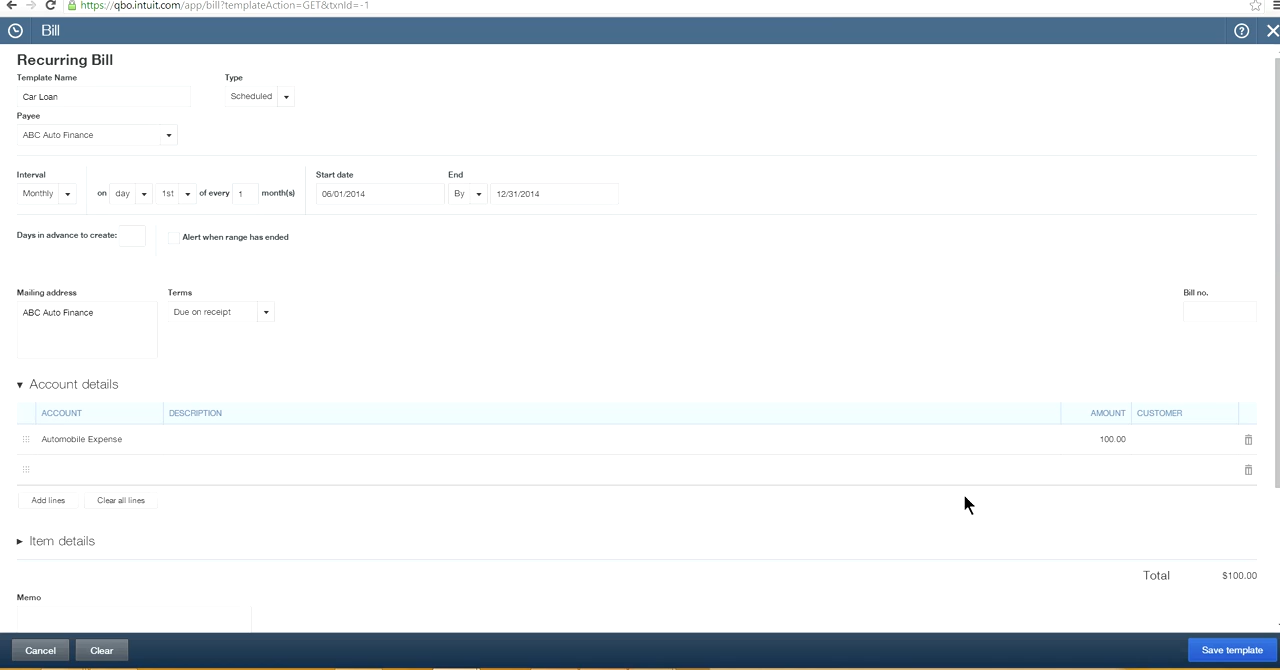 https://qbo.intuit.com/app/bill?templateAction=GET&txnId=-1
Bill
Recurring Bill
Template Name Type
Car Loan Scheduled
Payee
ABC Auto Finance
Interval Start date End
Monthly on day 1st of every 1 month(s) 06/01/2014 By 12/31/2014
Days in advance to create: Alert when range has ended
Mailing address Terms Bill no.
ABC Auto Finance Due on receipt
Account details
ACCOUNT DESCRIPTION AMOUNT CUSTOMER
Automobile Expense 100.00
Add lines Clear all lines
Item details
Total $100.00
Memo
Cancel Clear Save template